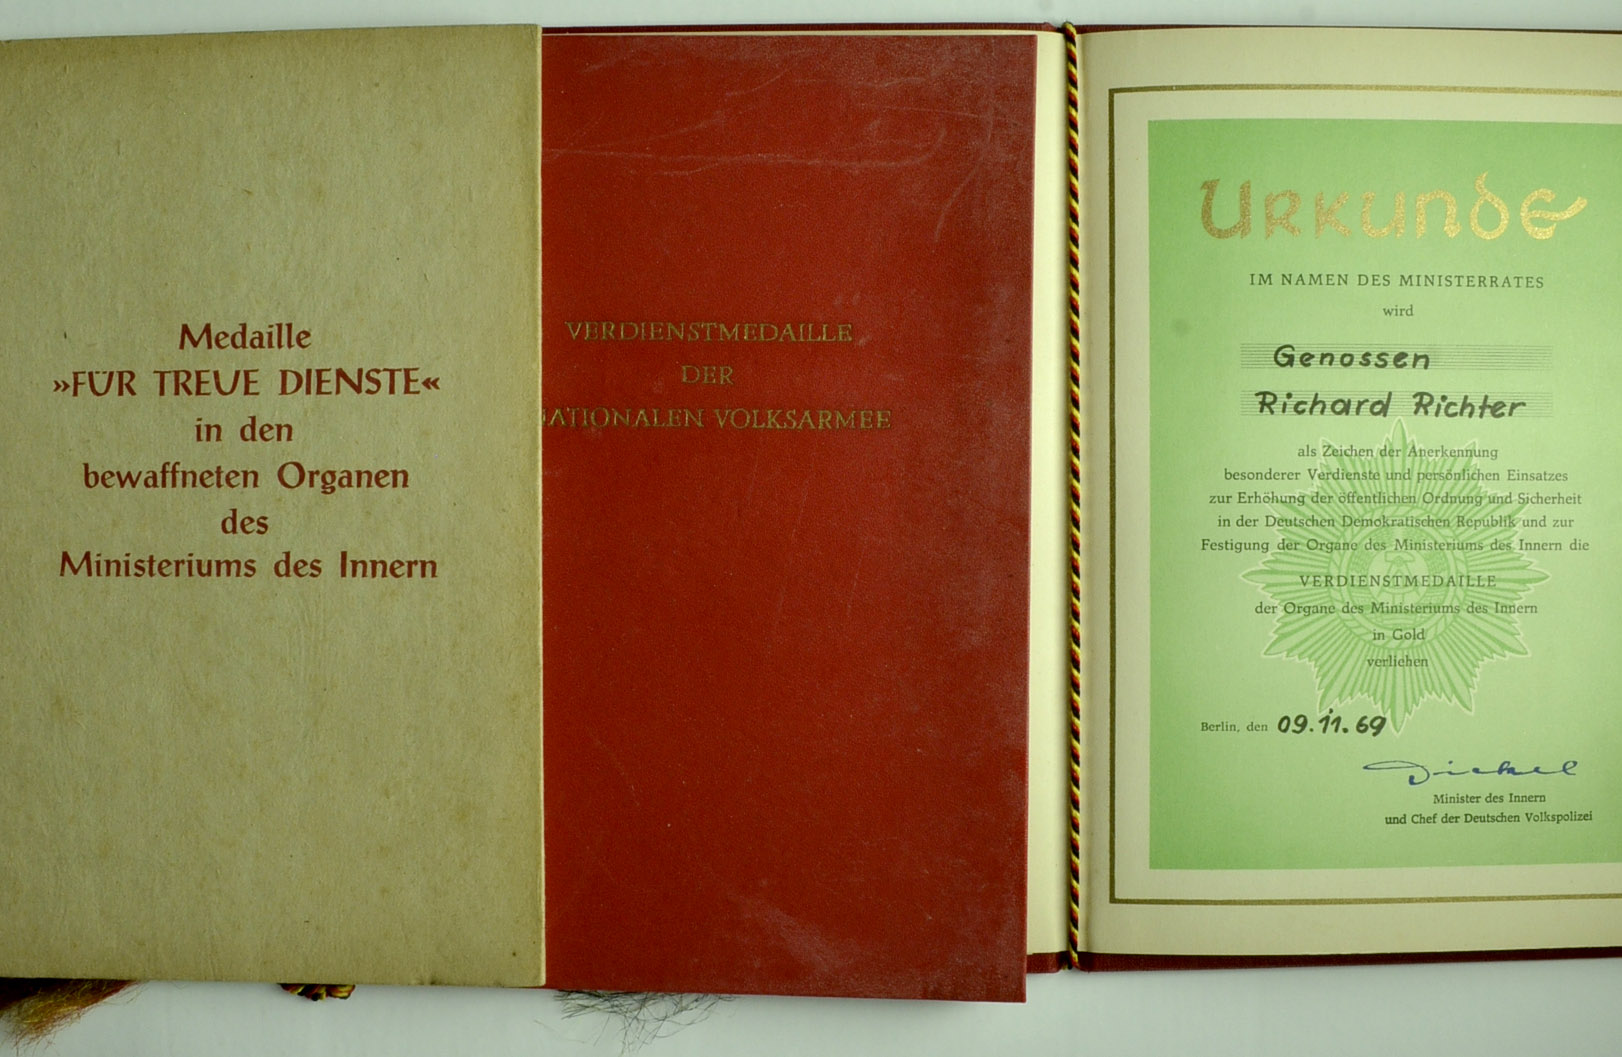 Medaille
»FÜR TREUE DIENSTE«
in den
bewaffneten Organen
des
Ministeriums des Innern
VERDIENSTMEDAILLE
DER
NATIONALEN VOLKSARMEE
URKUNDE
IM NAMEN DES MINISTERRATES
wird
Genossen
Richard Richter
als Zeichen der Anerkennung
besonderer Verdienste und persönlichen Einsatzes
zur Erhöhung der öffentlichen Ordnung und Sicherheit
in der Deutschen Demokratischen Republik und zur
Festigung der Organe des Ministeriums des Innern die
VERDIENSTMEDAILLE
der Organe des Ministeriums des Innern
in Gold
verliehen
Berlin, den 09.11.69
Dickel
Minister des Innern
und Chef der Deutschen Volkspolizei